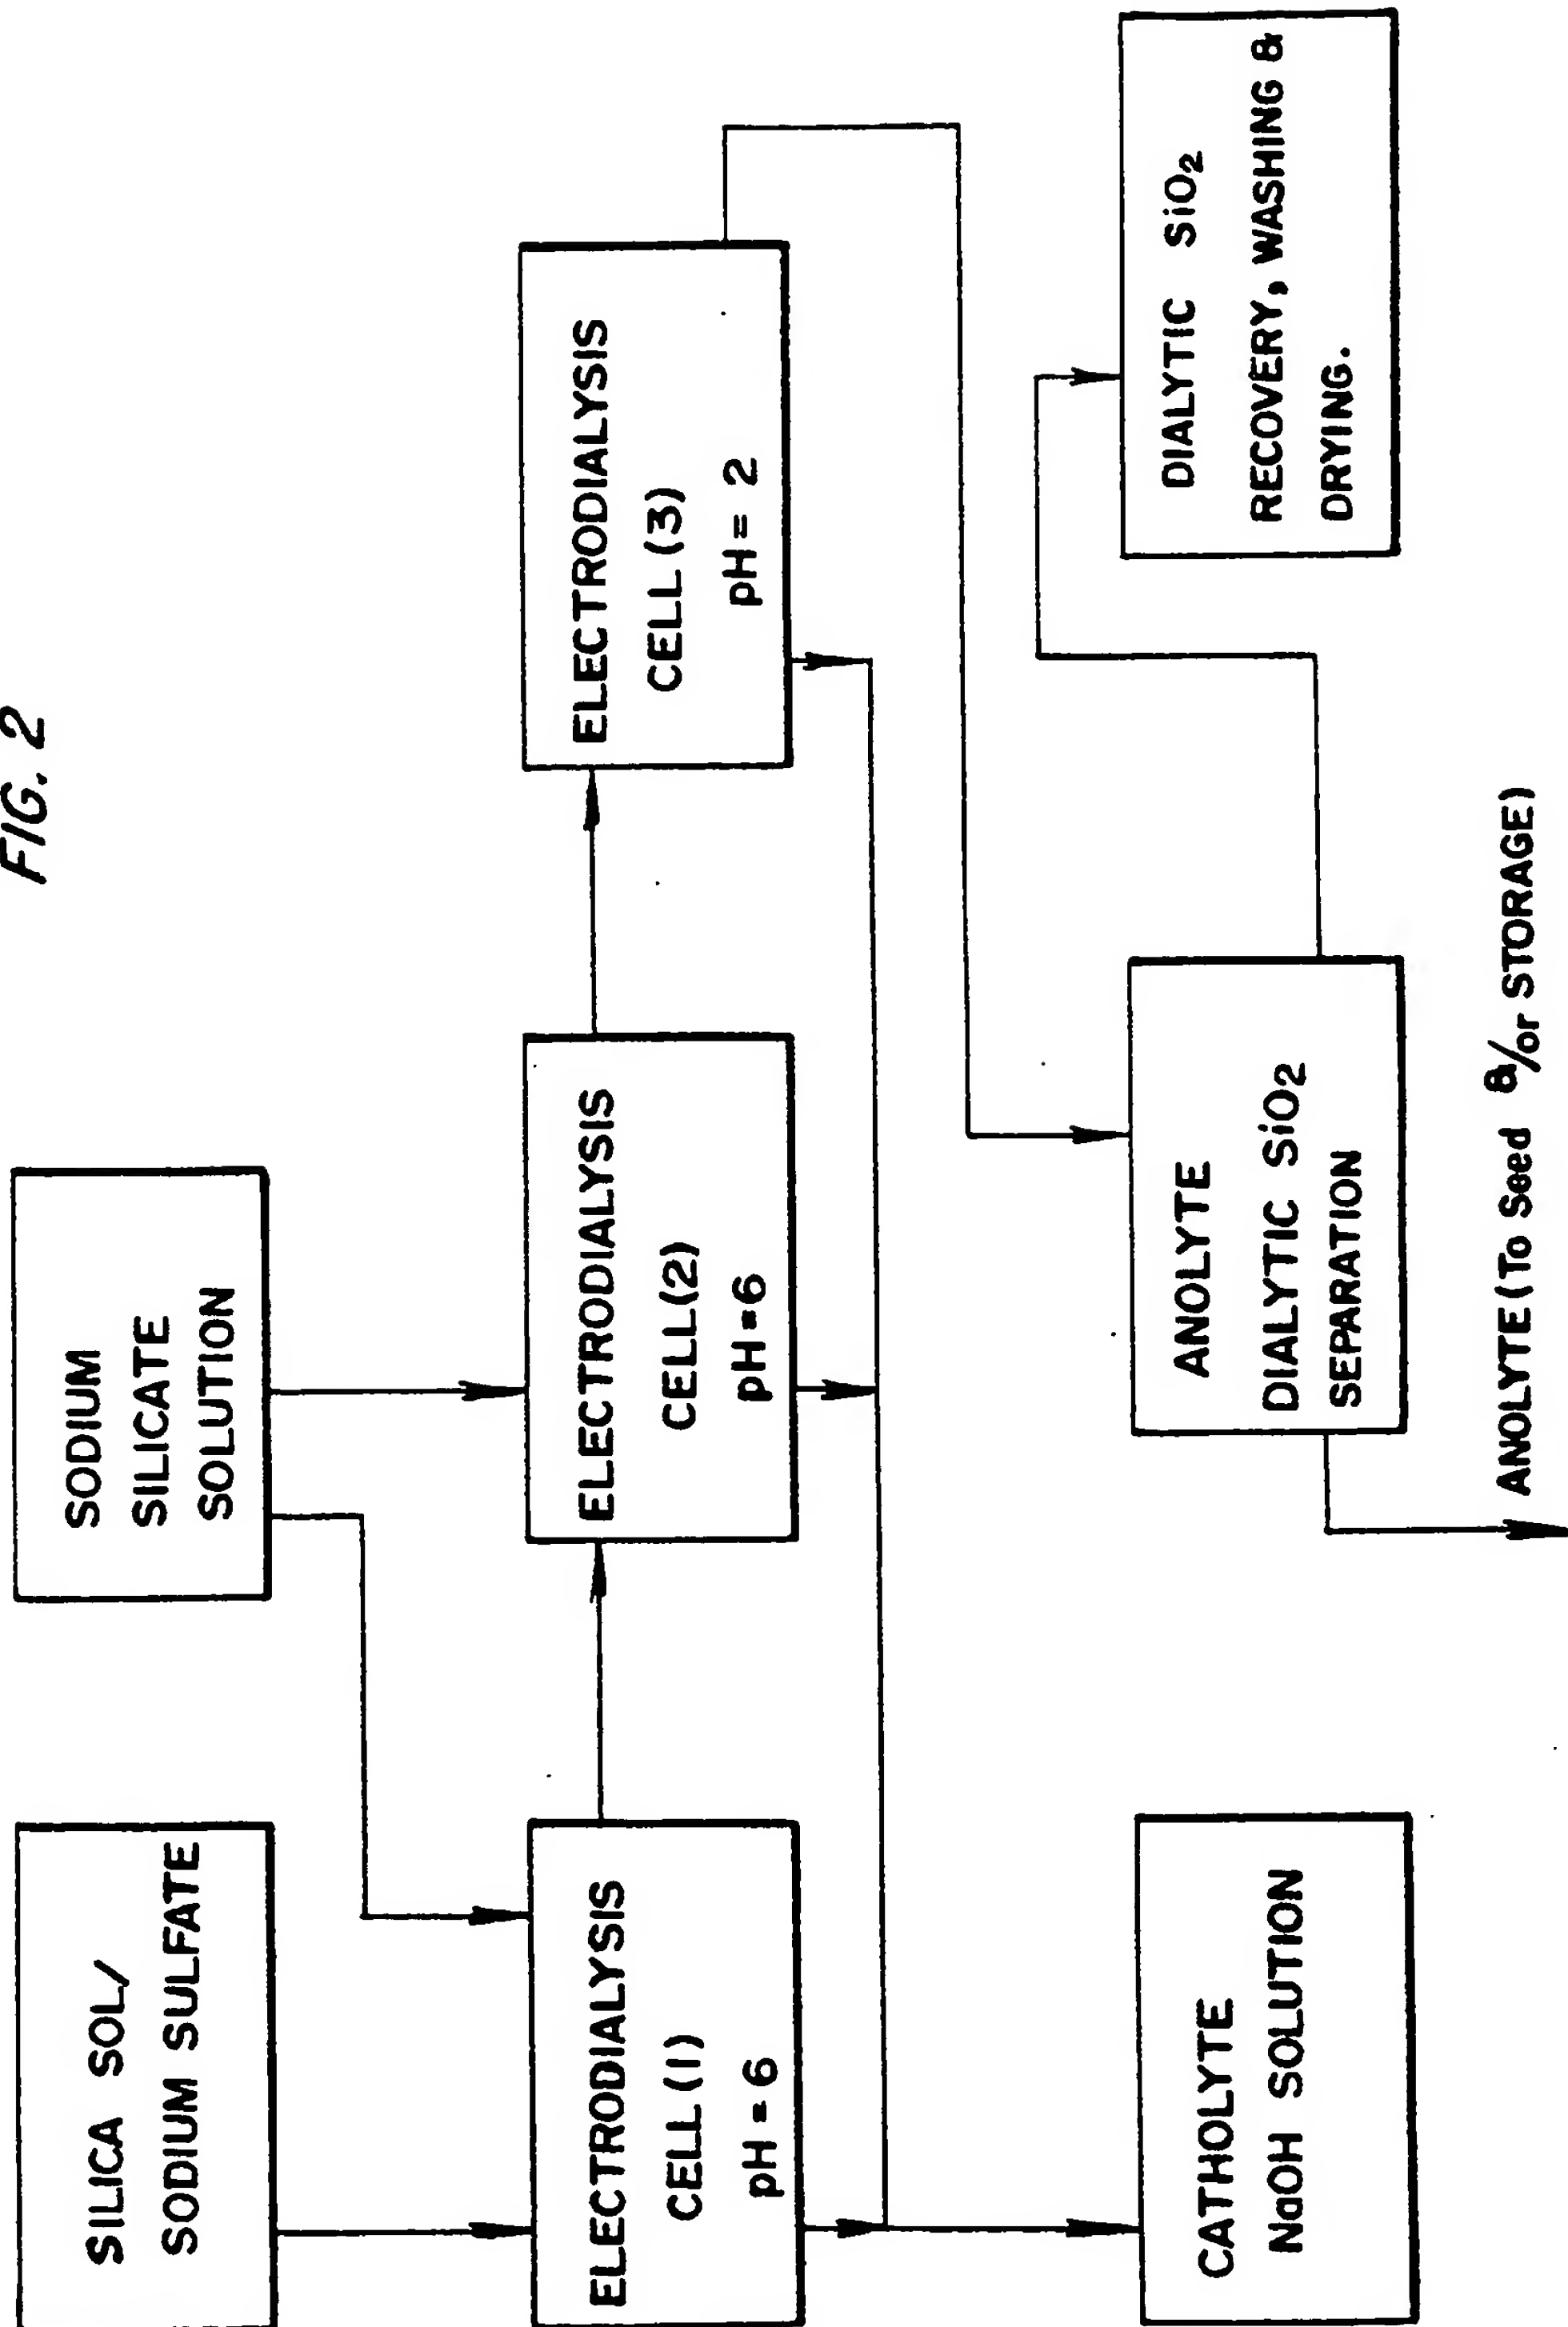 FIG. 2
SILICA SOL/
SODIUM SULFATE
SODIUM
SILICATE
SOLUTION
ELECTRODIALYSIS
CELL (1)
pH = 6
ELECTRODIALYSIS
CELL (2)
pH = 6
ELECTRODIALYSIS
CELL (3)
pH = 2
CATHOLYTE
NaOH SOLUTION
ANOLYTE
DIALYTIC SiO2
SEPARATION
DIALYTIC SiO2
RECOVERY, WASHING &
DRYING.
ANOLYTE (To Seed &/or STORAGE)